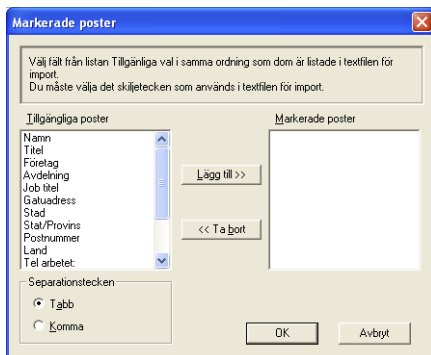 Markerade poster
Välj fält från listan Tillgänliga val i samma ordning som dom är listade i textfilen för
import.
Du måste välja det skiljetecken som används i textfilen för import.
Tillgängliga poster
Markerade poster
Namn
Titel
Företag
Avdelning
Job titel
Gatuadress
Stad
Stat/Provins
Postnummer
Land
Tel arbetet:
Lägg till >>
<< Ta bort
Separationstecken
Tabb
Komma
OK
Avbryt